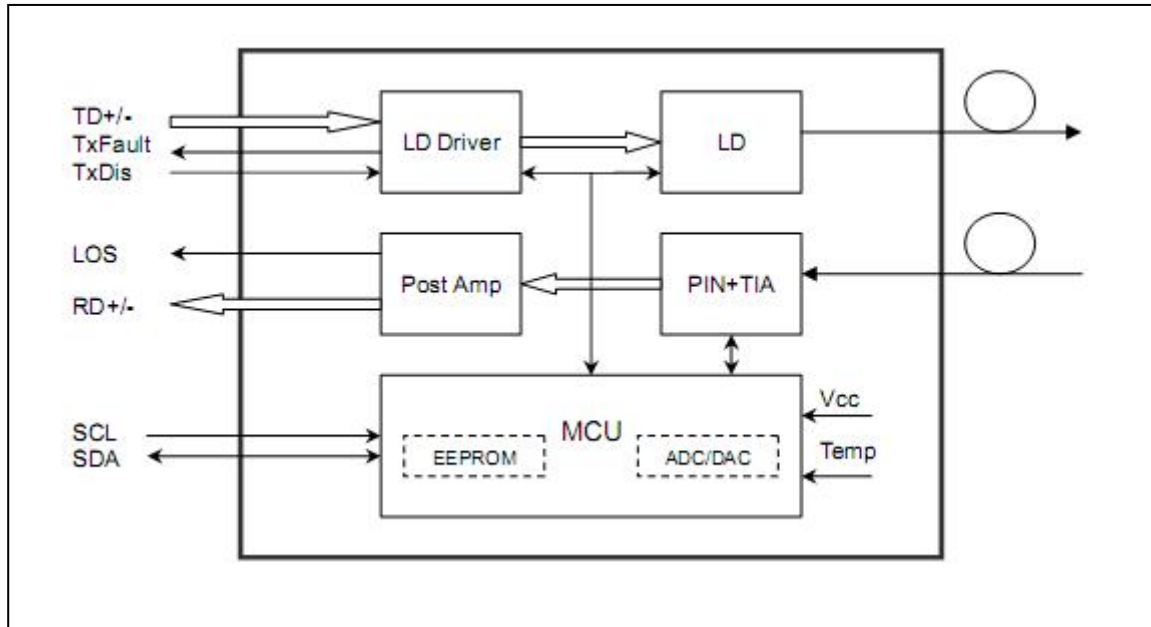 TD+/-
TxFault
TxDis
LD Driver
LD
LOS
RD+/-
Post Amp
PIN+TIA
SCL
SDA
MCU
EEPROM
ADC/DAC
Vcc
Temp